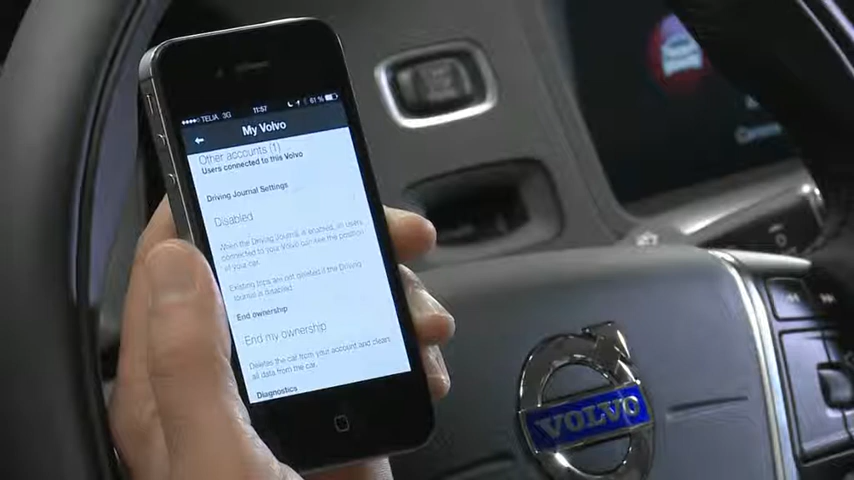 TELIA 3G 11:57 61 %
My Volvo
Other accounts (1)
Users connected to this Volvo
Driving Journal Settings
Disabled
When the Driving Journal is enabled, all users
connected to your Volvo can see the position
of your car.
Existing trips are not deleted if the Driving
Journal is disabled.
End ownership
End my ownership
Deletes the car from your account and clears
all data from the car.
Diagnostics
VOLVO